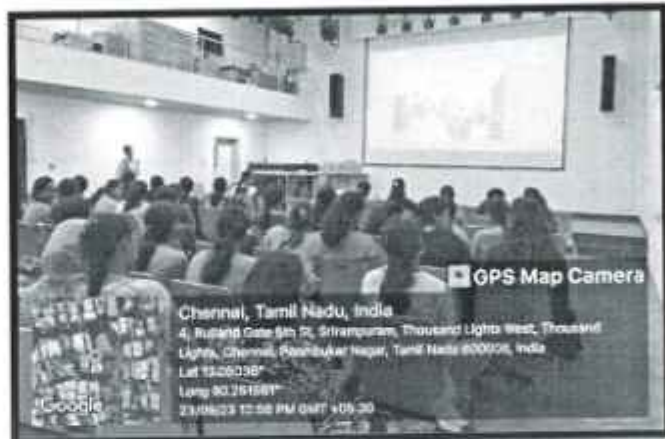 GPS Map Camera
Chennai, Tamil Nadu, India
4, Rutland Gate 5th St, Srirampuram, Thousand Lights West, Thousand
Lights, Chennai, Nagar, Tamil Nadu India
Lat
Long
PM GMT +05:30
Google